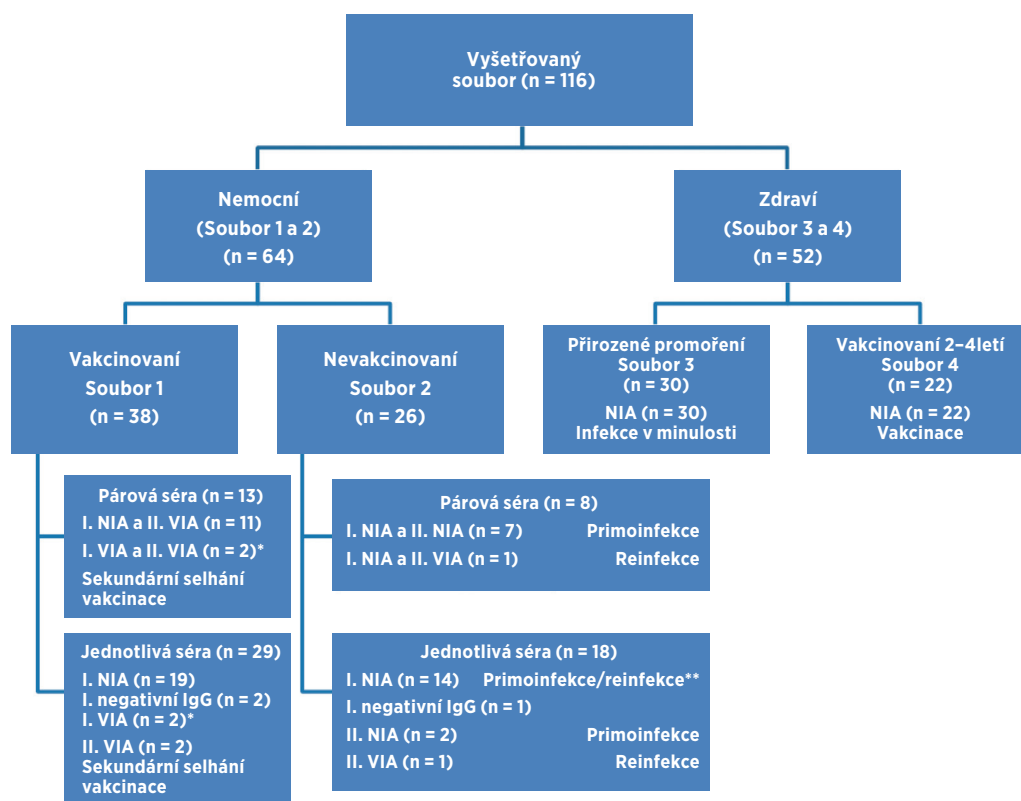 Vyšetřovaný
soubor (n = 116)
Nemocní
(Soubor 1 a 2)
(n = 64)
Zdraví
(Soubor 3 a 4)
(n = 52)
Vakcinovaní
Soubor 1
(n = 38)
Nevakcinovaní
Soubor 2
(n = 26)
Přirozené promoření
Soubor 3
(n = 30)
NIA (n = 30)
Infekce v minulosti
Vakcinovaní 2–4letí
Soubor 4
(n = 22)
NIA (n = 22)
Vakcinace
Párová séra (n = 13)
I. NIA a II. VIA (n = 11)
I. VIA a II. VIA (n = 2)*
Sekundární selhání
vakcinace
Párová séra (n = 8)
I. NIA a II. NIA (n = 7) Primoinfekce
I. NIA a II. VIA (n = 1) Reinfekce
Jednotlivá séra (n = 29)
I. NIA (n = 19)
I. negativní IgG (n = 2)
I. VIA (n = 2)*
II. VIA (n = 2)
Sekundární selhání
vakcinace
Jednotlivá séra (n = 18)
I. NIA (n = 14) Primoinfekce/reinfekce**
I. negativní IgG (n = 1)
II. NIA (n = 2) Primoinfekce
II. VIA (n = 1) Reinfekce